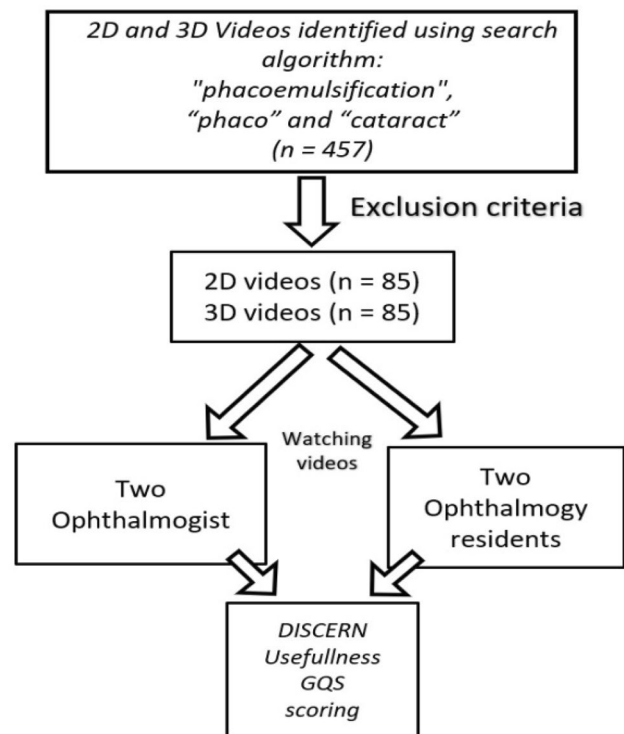 2D and 3D Videos identified using search
algorithm:
"phacoemulsification",
“phaco” and “cataract”
(n = 457)
Exclusion criteria
2D videos (n = 85)
3D videos (n = 85)
Watching
videos
Two
Ophthalmogist
Two
Ophthalmogy
residents
DISCERN
Usefullness
GQS
scoring